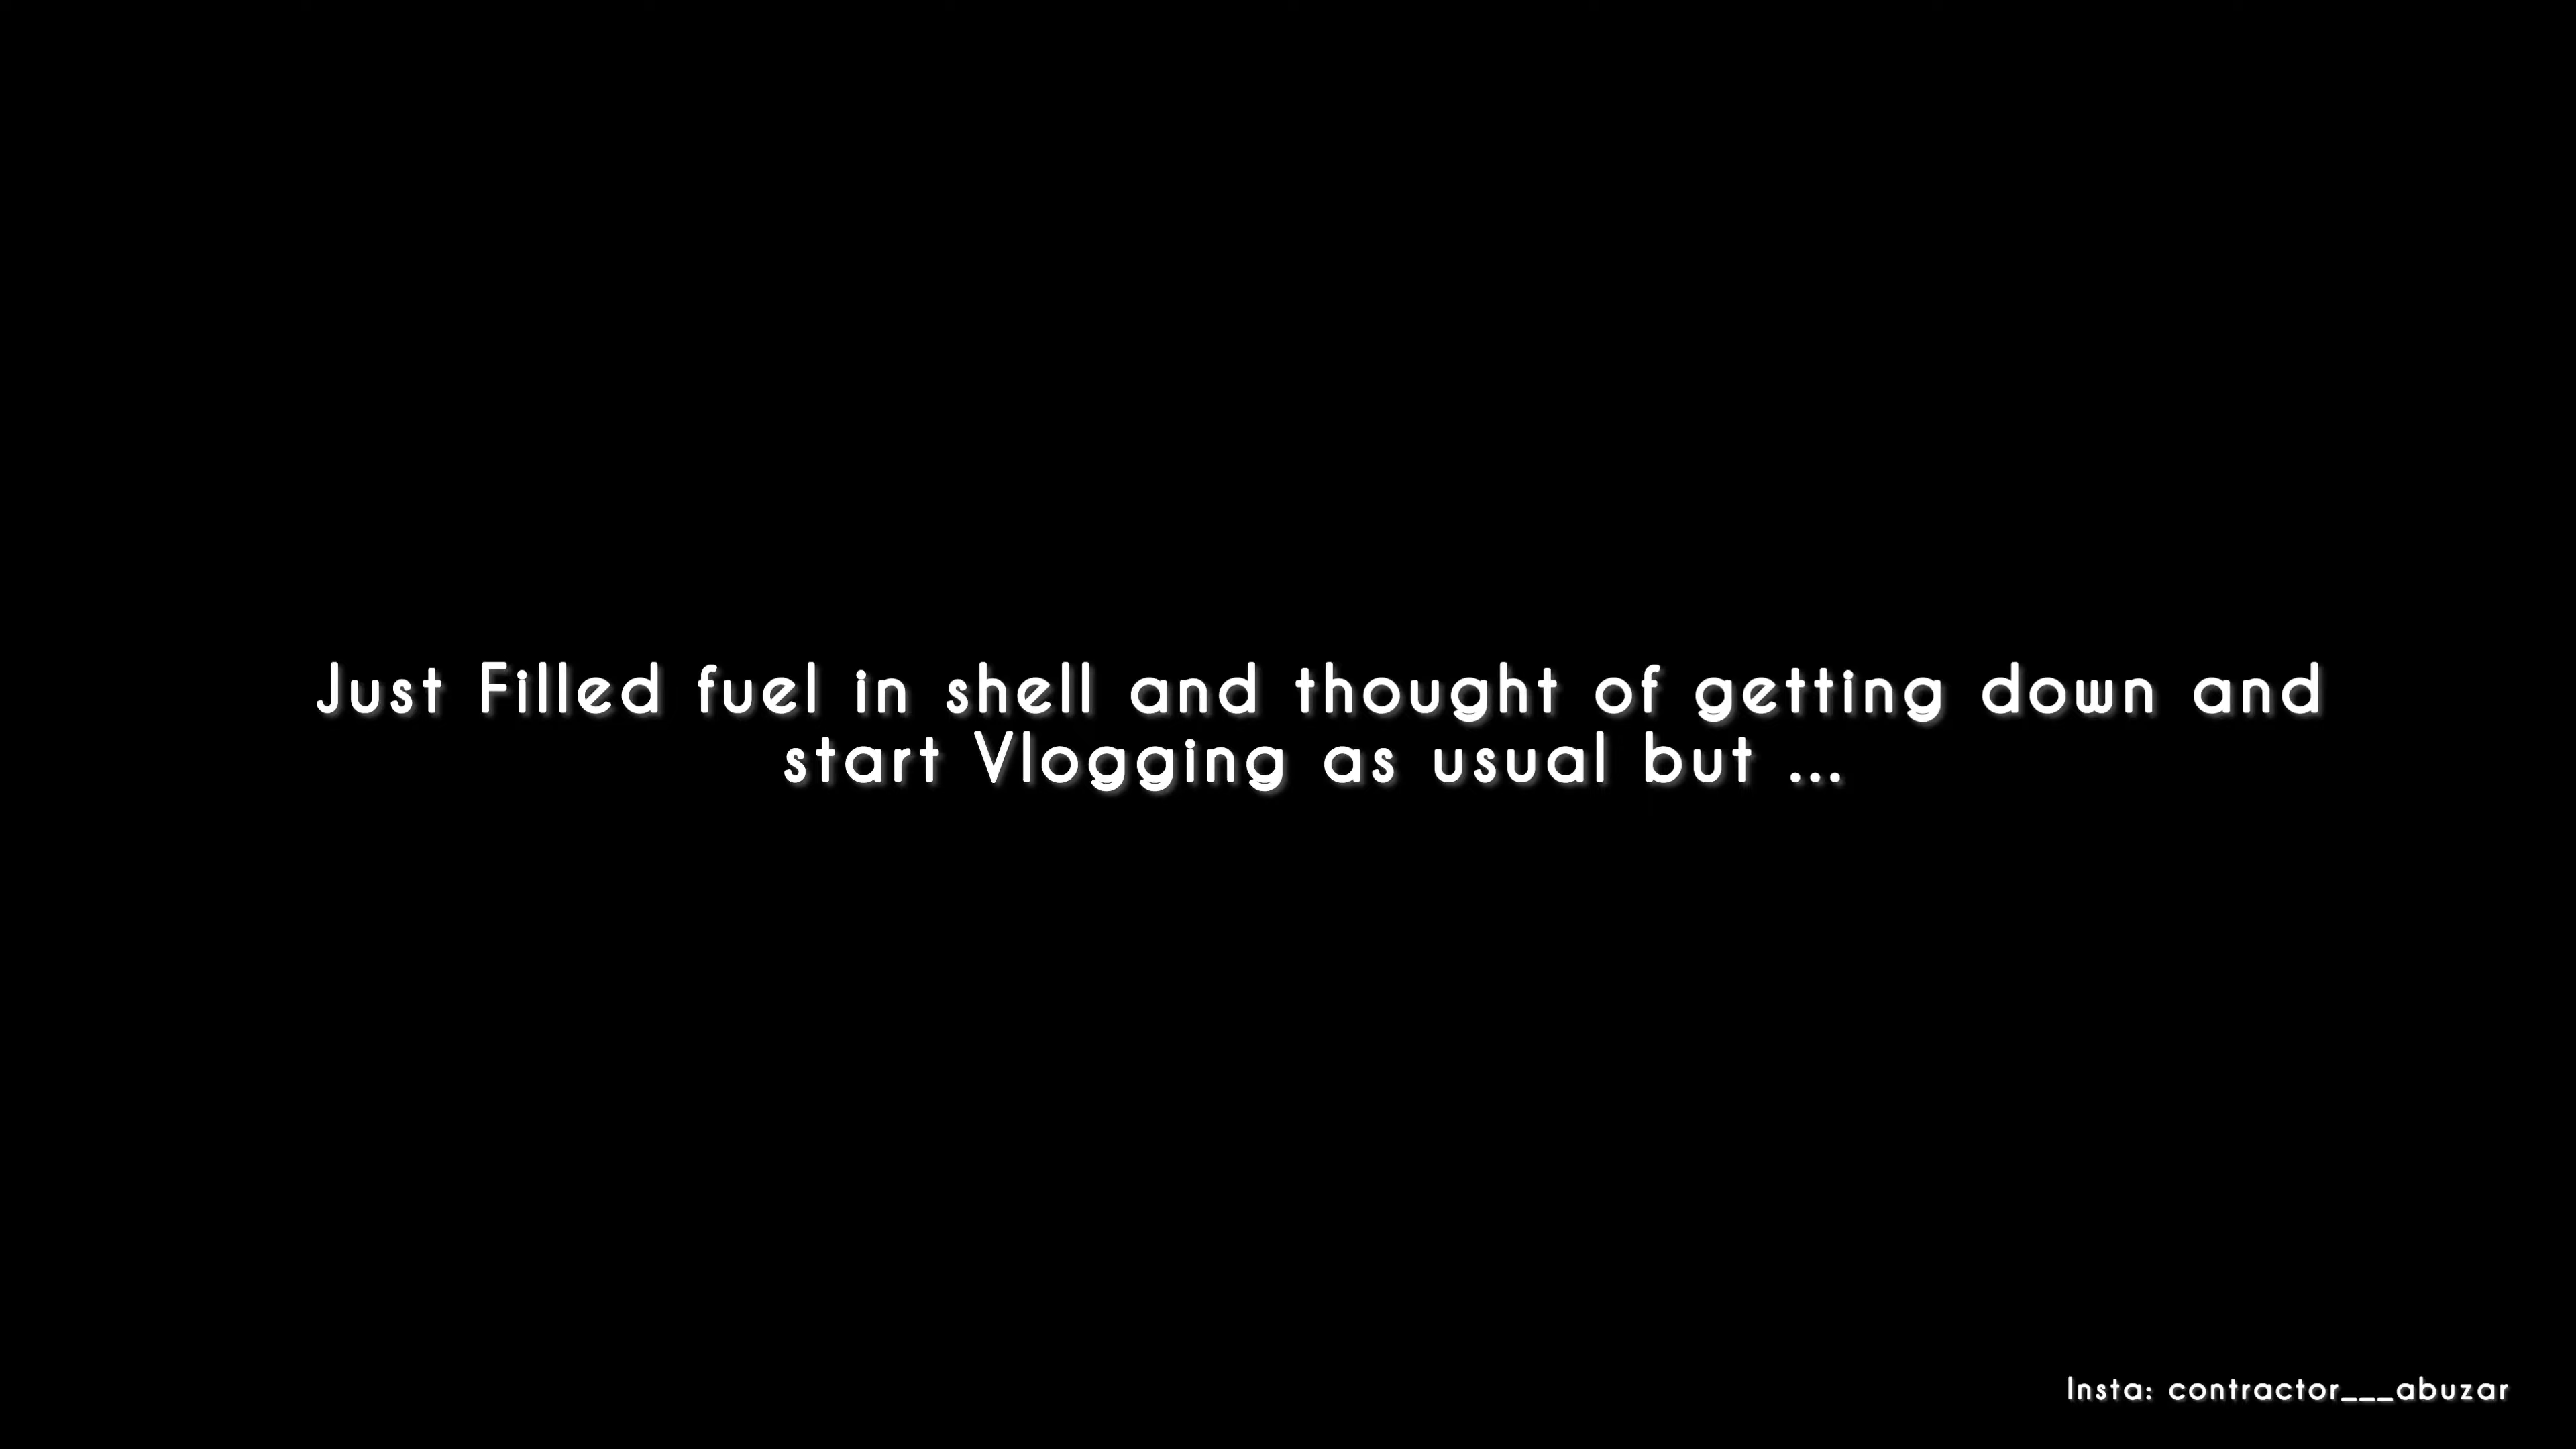 Just Filled fuel in shell and thought of getting down and
start Vlogging as usual but ...
Insta: contractor___abuzar